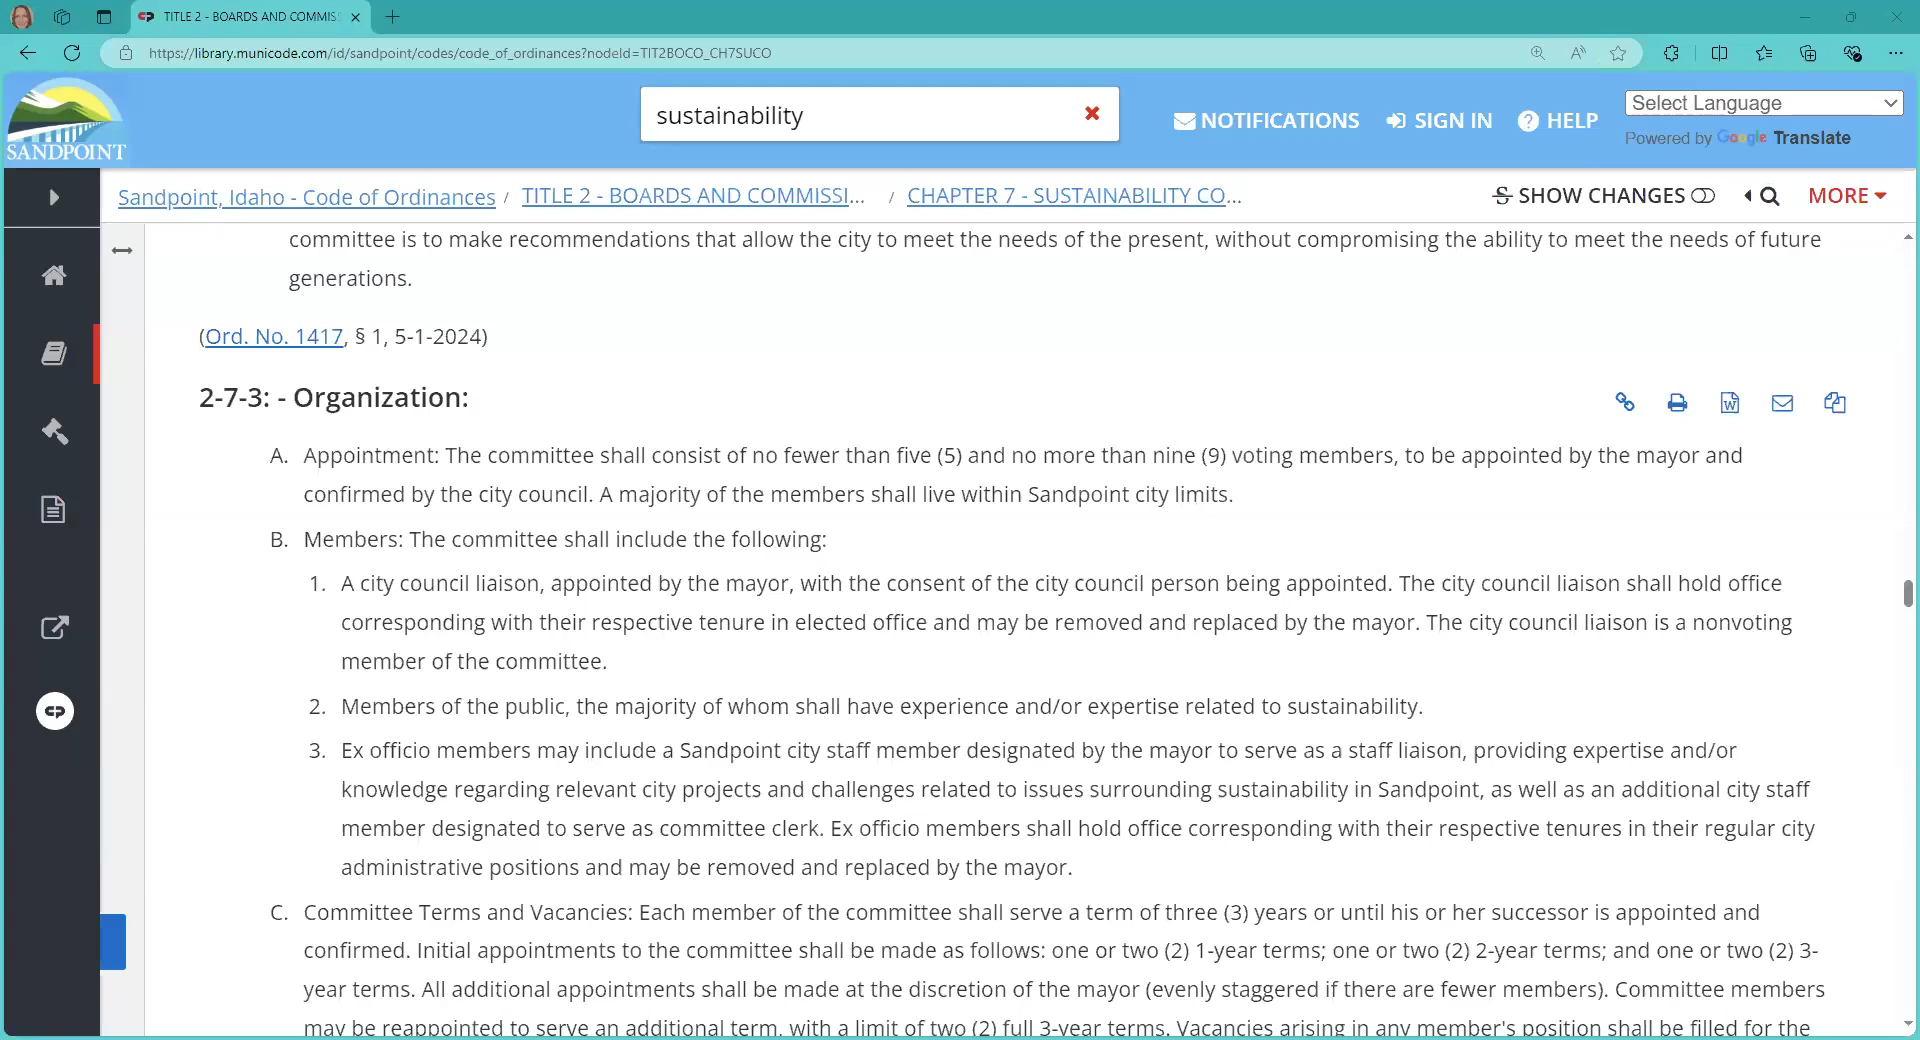 TITLE 2 - BOARDS AND COMMIS
https://library.municode.com/id/sandpoint/codes/code_of_ordinances?nodeId=TIT2BOCO_CH7SUCO
SANDPOINT
sustainability
NOTIFICATIONS
SIGN IN
HELP
Select Language
Powered by Google Translate
Sandpoint, Idaho - Code of Ordinances / TITLE 2 - BOARDS AND COMMISSI... / CHAPTER 7 - SUSTAINABILITY CO...
SHOW CHANGES
MORE
committee is to make recommendations that allow the city to meet the needs of the present, without compromising the ability to meet the needs of future
generations.
(Ord. No. 1417, § 1, 5-1-2024)
2-7-3: - Organization:
A. Appointment: The committee shall consist of no fewer than five (5) and no more than nine (9) voting members, to be appointed by the mayor and
confirmed by the city council. A majority of the members shall live within Sandpoint city limits.
B. Members: The committee shall include the following:
1. A city council liaison, appointed by the mayor, with the consent of the city council person being appointed. The city council liaison shall hold office
corresponding with their respective tenure in elected office and may be removed and replaced by the mayor. The city council liaison is a nonvoting
member of the committee.
2. Members of the public, the majority of whom shall have experience and/or expertise related to sustainability.
3. Ex officio members may include a Sandpoint city staff member designated by the mayor to serve as a staff liaison, providing expertise and/or
knowledge regarding relevant city projects and challenges related to issues surrounding sustainability in Sandpoint, as well as an additional city staff
member designated to serve as committee clerk. Ex officio members shall hold office corresponding with their respective tenures in their regular city
administrative positions and may be removed and replaced by the mayor.
C. Committee Terms and Vacancies: Each member of the committee shall serve a term of three (3) years or until his or her successor is appointed and
confirmed. Initial appointments to the committee shall be made as follows: one or two (2) 1-year terms; one or two (2) 2-year terms; and one or two (2) 3-
year terms. All additional appointments shall be made at the discretion of the mayor (evenly staggered if there are fewer members). Committee members
may be reappointed to serve an additional term, with a limit of two (2) full 3-year terms. Vacancies arising in any member's position shall be filled for the